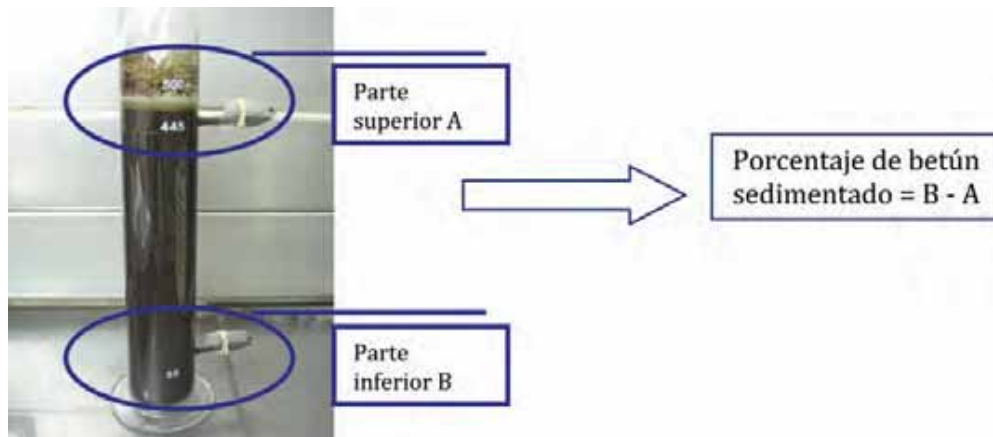 500
445
Parte
superior A
Porcentaje de betún
sedimentado = B - A
Parte
inferior B